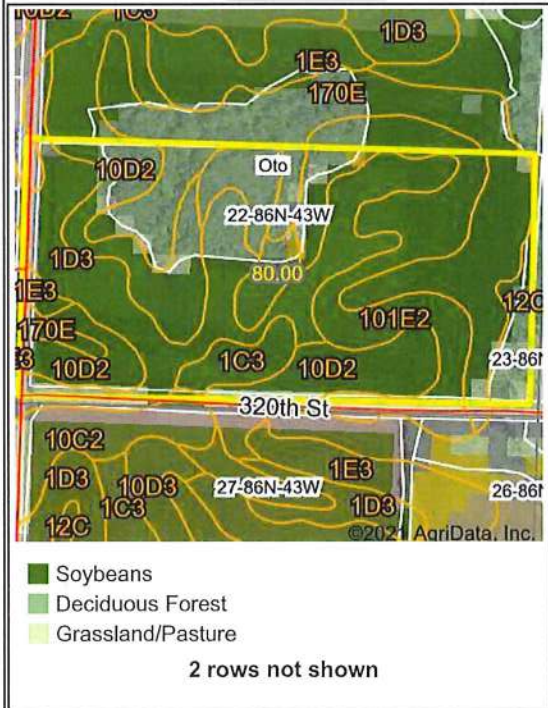 10D2 1C3
1D3
1E3
170E
Oto
10D2
22-86N-43W
1D3
80.00
1E3
12C
101E2
170E
1C3
23-86N
10D2
10D2
320th St
10C2
1E3
1D3
10D3
27-86N-43W
26-86N
1C3
1D3
12C
©2021 AgriData, Inc.
Soybeans
Deciduous Forest
Grassland/Pasture
2 rows not shown